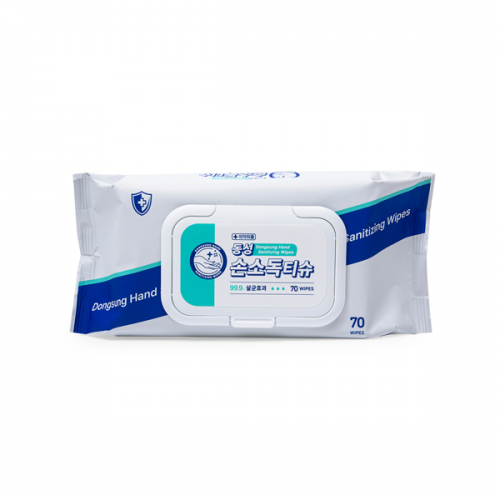 Dongsung Hand
Sanitizing Wipes
의약외품
동성
Dongsung Hand
Sanitizing Wipes
손소독티슈
99.9% 살균효과
70 WIPES
70
WIPES